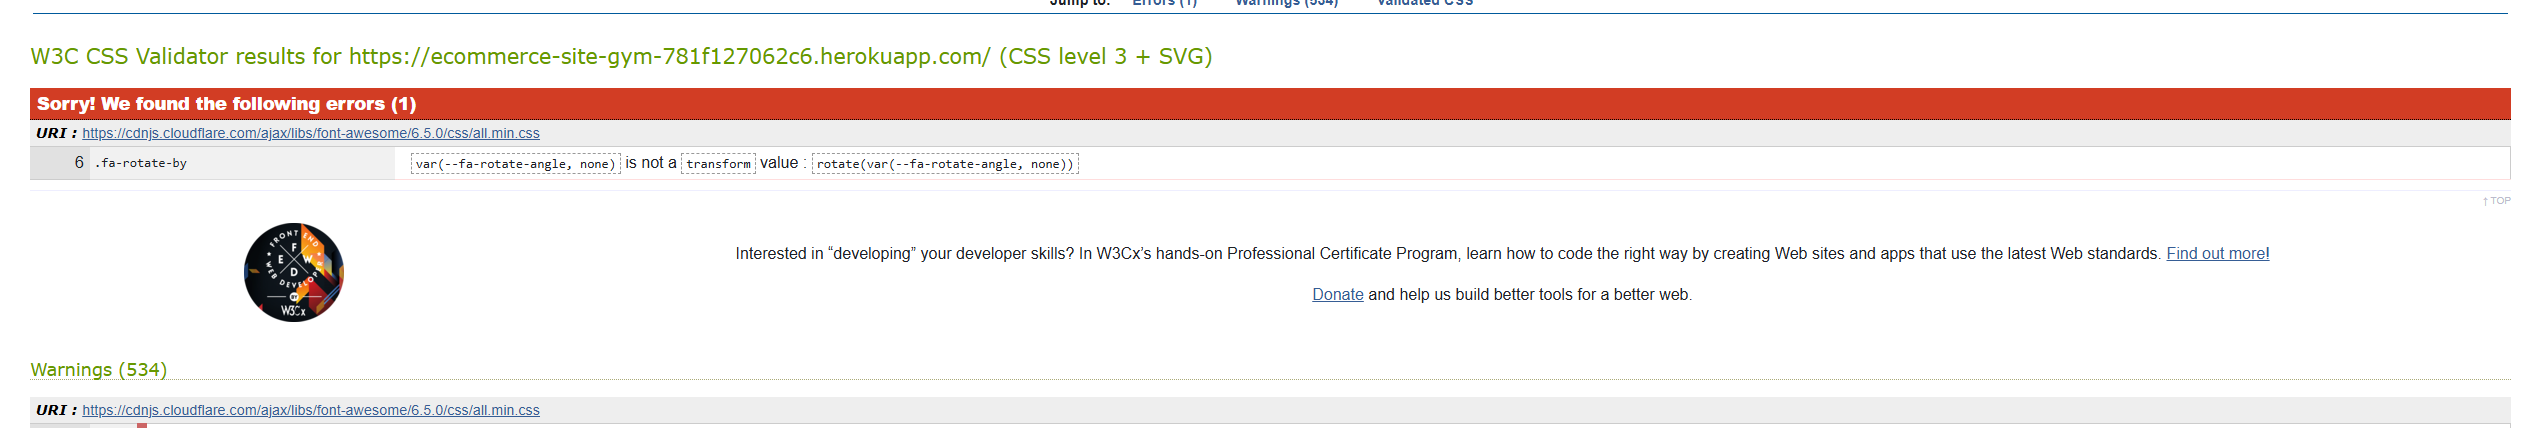 Jump to: Errors (1) Warnings (534) Validated CSS
W3C CSS Validator results for https://ecommerce-site-gym-781f127062c6.herokuapp.com/ (CSS level 3 + SVG)
Sorry! We found the following errors (1)
URI : https://cdnjs.cloudflare.com/ajax/libs/font-awesome/6.5.0/css/all.min.css
6 .fa-rotate-by var(--fa-rotate-angle, none) is not a transform value : rotate(var(--fa-rotate-angle, none))
↑ TOP
FRONT END
F
E W
D
WEB DEVELOPER
BY
W3Cx
Interested in “developing” your developer skills? In W3Cx’s hands-on Professional Certificate Program, learn how to code the right way by creating Web sites and apps that use the latest Web standards. Find out more!
Donate and help us build better tools for a better web.
Warnings (534)
URI : https://cdnjs.cloudflare.com/ajax/libs/font-awesome/6.5.0/css/all.min.css